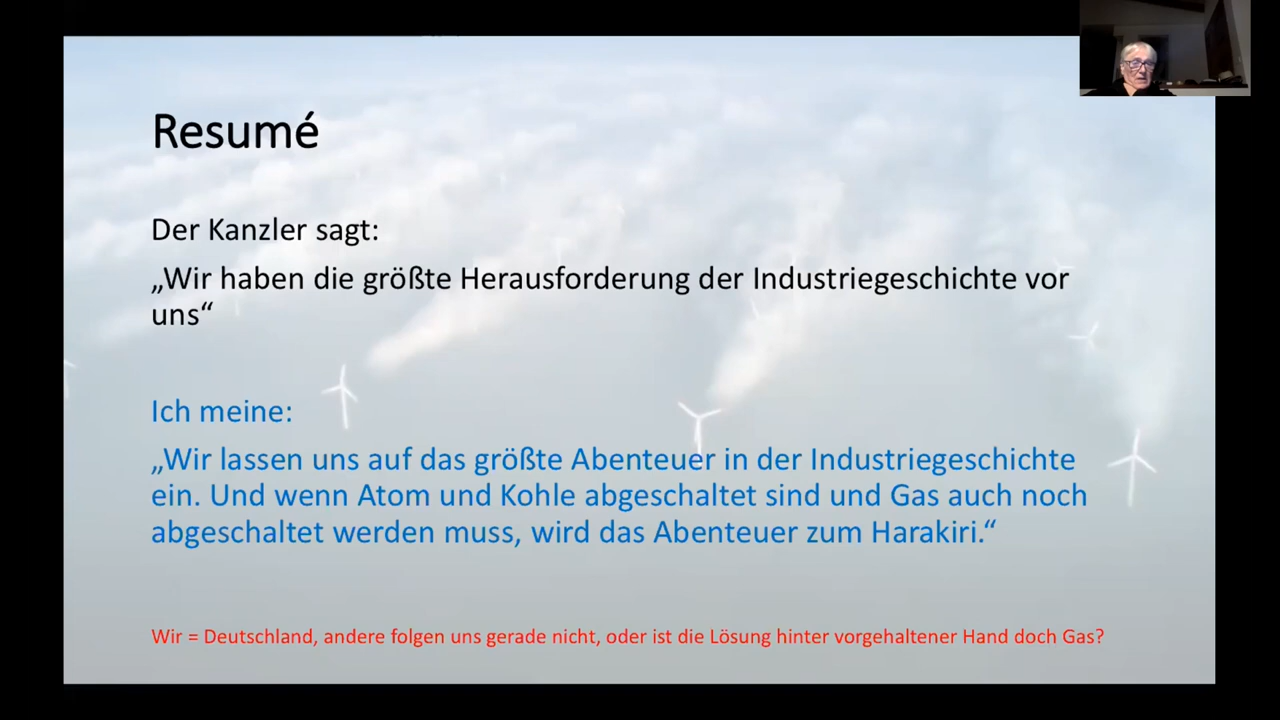 Resumé
Der Kanzler sagt:
„Wir haben die größte Herausforderung der Industriegeschichte vor
uns“
Ich meine:
„Wir lassen uns auf das größte Abenteuer in der Industriegeschichte
ein. Und wenn Atom und Kohle abgeschaltet sind und Gas auch noch
abgeschaltet werden muss, wird das Abenteuer zum Harakiri.“
Wir = Deutschland, andere folgen uns gerade nicht, oder ist die Lösung hinter vorgehaltener Hand doch Gas?